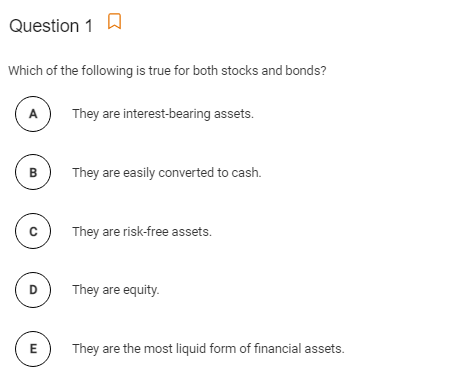 Question 1
Which of the following is true for both stocks and bonds?
A They are interest-bearing assets.
B They are easily converted to cash.
C They are risk-free assets.
D They are equity.
E They are the most liquid form of financial assets.